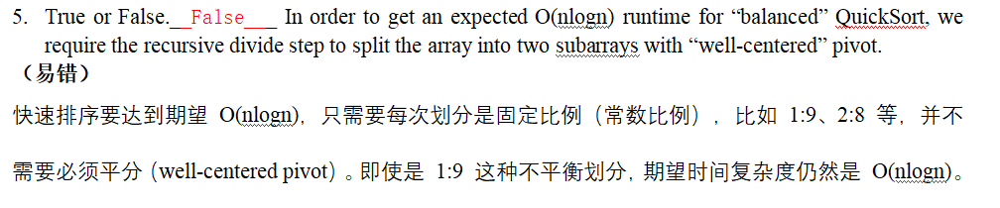 5. True or False.__False___ In order to get an expected O(nlogn) runtime for “balanced” QuickSort, we
require the recursive divide step to split the array into two subarrays with “well-centered” pivot.
（易错）
快速排序要达到期望 O(nlogn)，只需要每次划分是固定比例（常数比例），比如 1:9、2:8 等，并不
需要必须平分（well-centered pivot）。即使是 1:9 这种不平衡划分，期望时间复杂度仍然是 O(nlogn)。